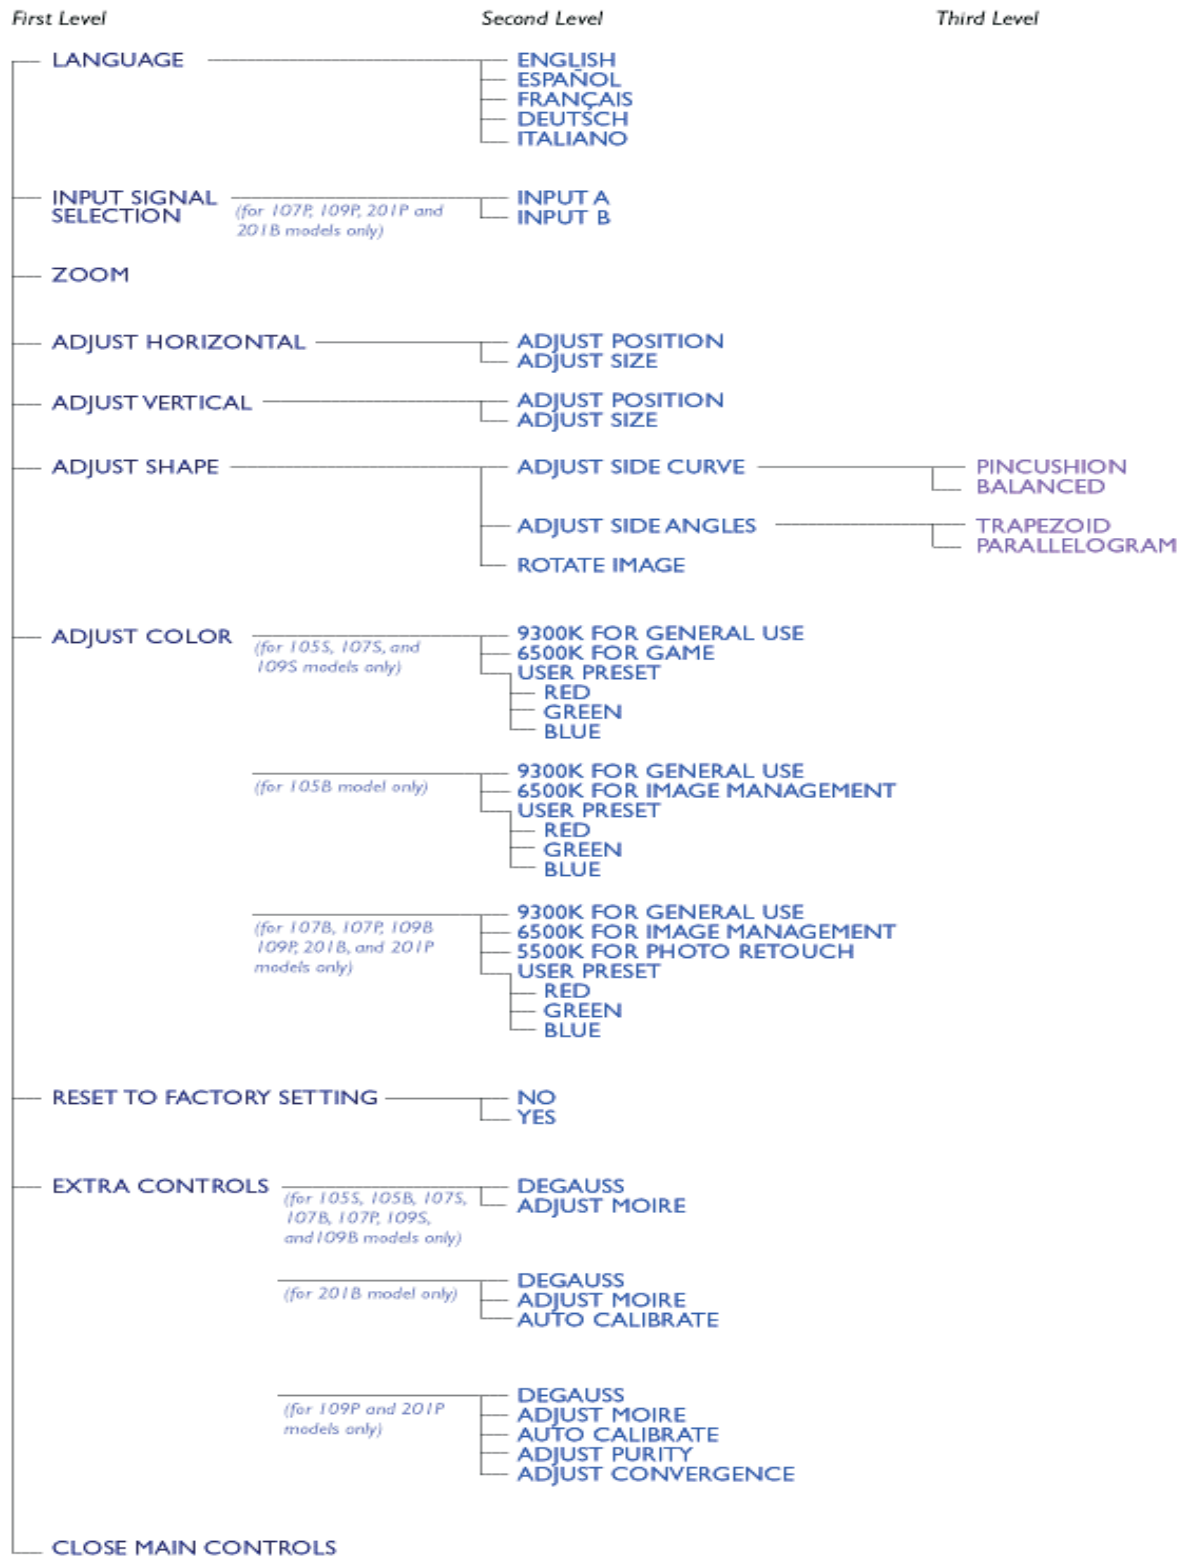 First Level Second Level Third Level
LANGUAGE ENGLISH
ESPAÑOL
FRANÇAIS
DEUTSCH
ITALIANO
INPUT SIGNAL
SELECTION
(for 107P, 109P, 201P and
201B models only)
INPUT A
INPUT B
ZOOM
ADJUST HORIZONTAL ADJUST POSITION
ADJUST SIZE
ADJUST VERTICAL ADJUST POSITION
ADJUST SIZE
ADJUST SHAPE ADJUST SIDE CURVE PINCUSHION
BALANCED
ADJUST SIDE ANGLES TRAPEZOID
PARALLELOGRAM
ROTATE IMAGE
ADJUST COLOR
(for 105S, 107S, and
109S models only)
9300K FOR GENERAL USE
6500K FOR GAME
USER PRESET
RED
GREEN
BLUE
(for 105B model only)
9300K FOR GENERAL USE
6500K FOR IMAGE MANAGEMENT
USER PRESET
RED
GREEN
BLUE
(for 107B, 107P, 109B
109P, 201B, and 201P
models only)
9300K FOR GENERAL USE
6500K FOR IMAGE MANAGEMENT
5500K FOR PHOTO RETOUCH
USER PRESET
RED
GREEN
BLUE
RESET TO FACTORY SETTING NO
YES
EXTRA CONTROLS
(for 105S, 105B, 107S,
107B, 107P, 109S,
and109B models only)
DEGAUSS
ADJUST MOIRE
(for 201B model only)
DEGAUSS
ADJUST MOIRE
AUTO CALIBRATE
(for 109P and 201P
models only)
DEGAUSS
ADJUST MOIRE
AUTO CALIBRATE
ADJUST PURITY
ADJUST CONVERGENCE
CLOSE MAIN CONTROLS